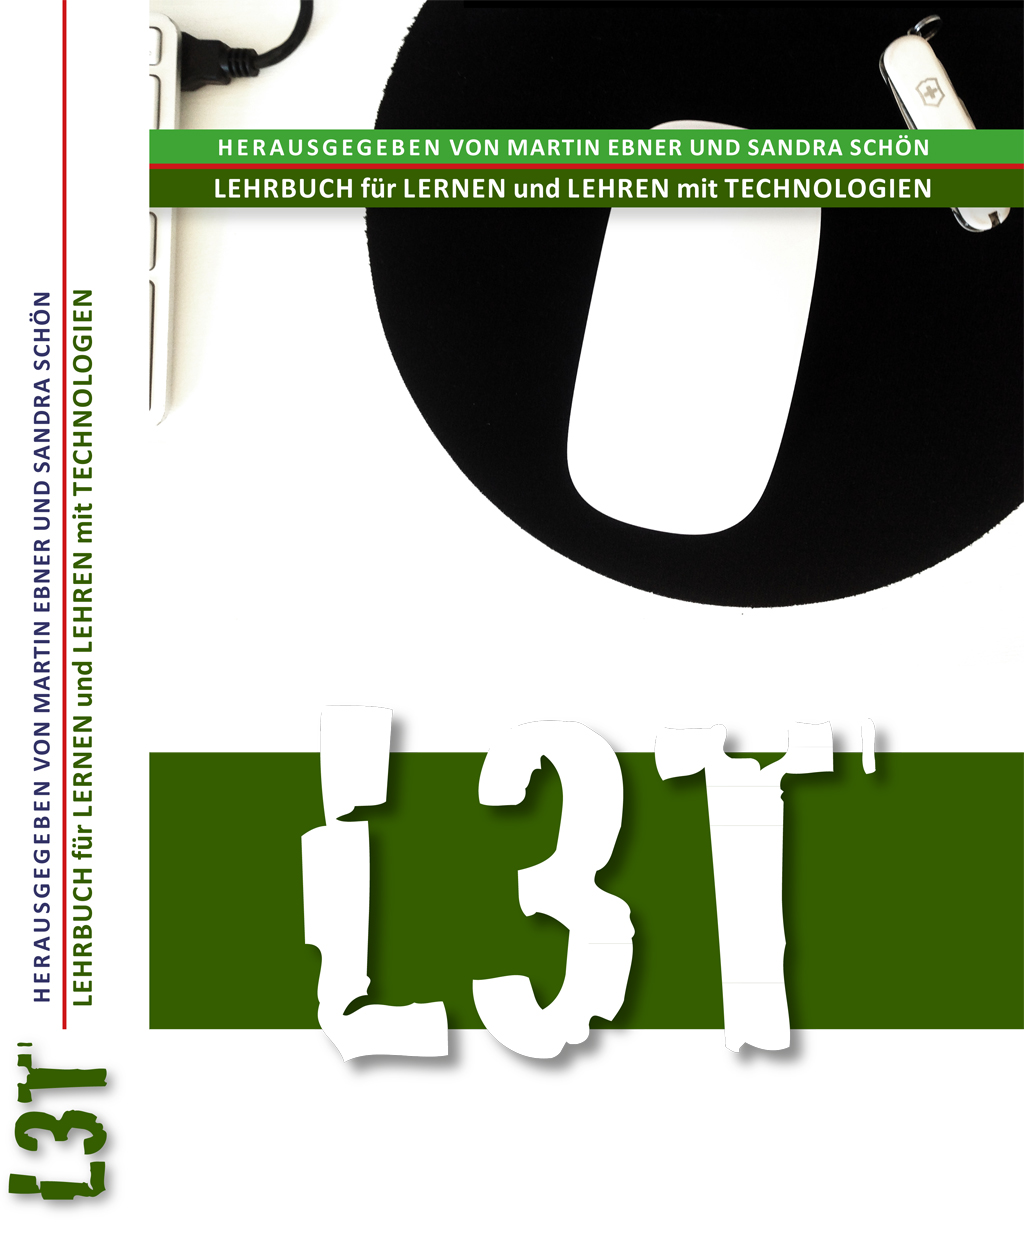 HERAUSGEGEBEN VON MARTIN EBNER UND SANDRA SCHÖN
LEHRBUCH für LERNEN und LEHREN mit TECHNOLOGIEN
L3T'
HERAUSGEGEBEN VON MARTIN EBNER UND SANDRA SCHÖN
LEHRBUCH für LERNEN und LEHREN mit TECHNOLOGIEN
L3T'